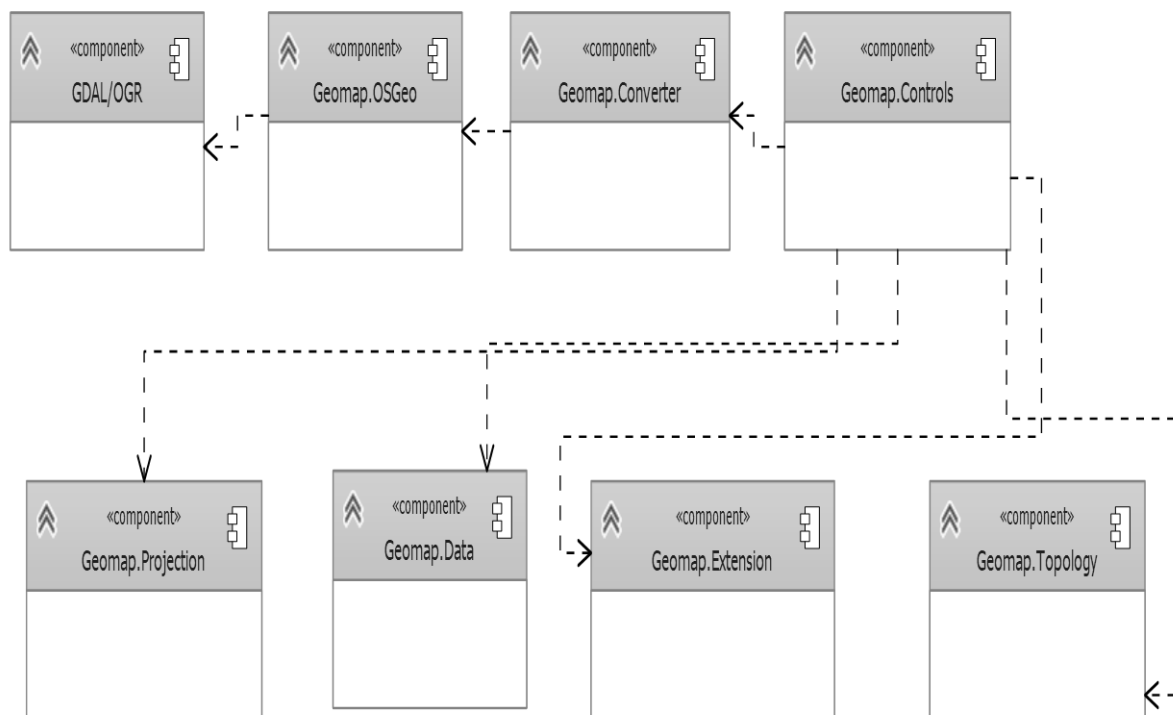 «component»
GDAL/OGR
«component»
Geomap.OSGeo
«component»
Geomap.Converter
«component»
Geomap.Controls
«component»
Geomap.Projection
«component»
Geomap.Data
«component»
Geomap.Extension
«component»
Geomap.Topology